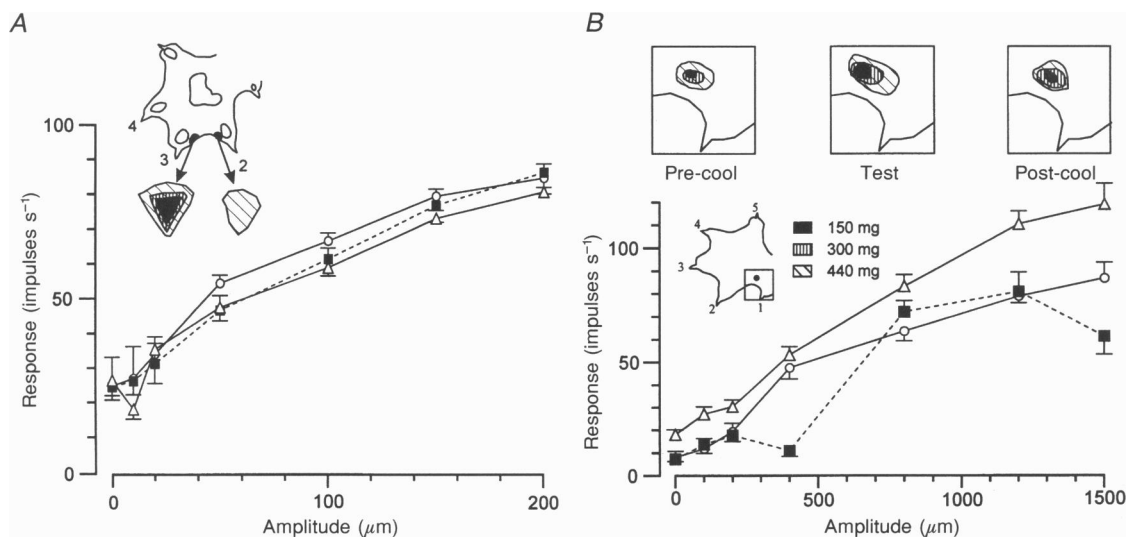 A
100
50
0
Response (impulses s⁻¹)
4
3
2
0
100
200
Amplitude (μm)
B
Pre-cool
Test
Post-cool
5
4
3
2
1
150 mg
300 mg
440 mg
100
50
0
Response (impulses s⁻¹)
0
500
1000
1500
Amplitude (μm)